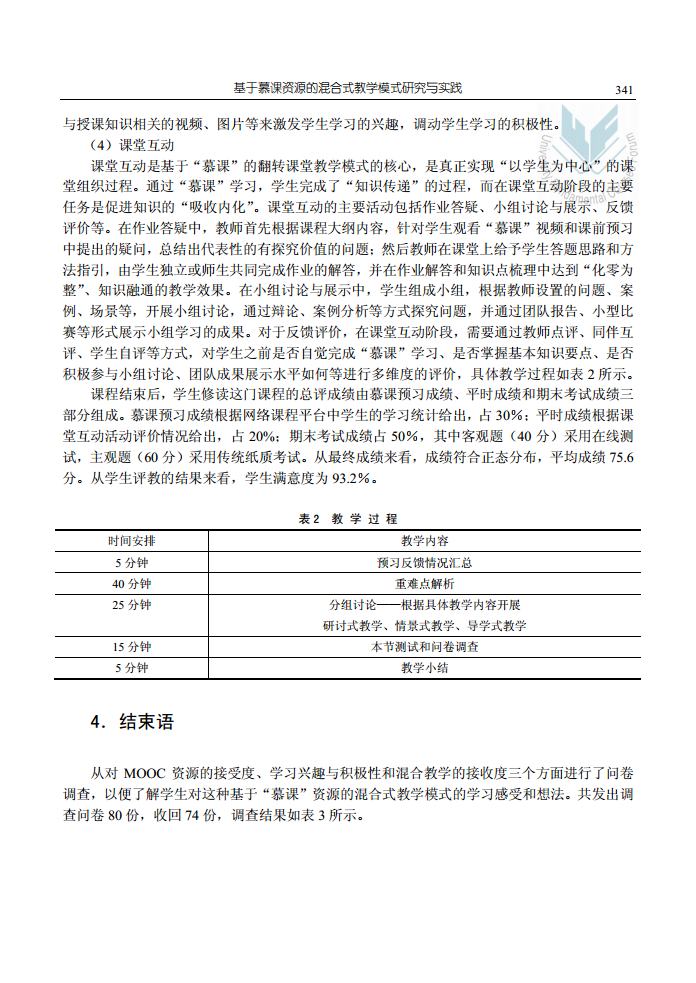 基于慕课资源的混合式教学模式研究与实践 341
与授课知识相关的视频、图片等来激发学生学习的兴趣，调动学生学习的积极性。
（4）课堂互动
课堂互动是基于“慕课”的翻转课堂教学模式的核心，是真正实现“以学生为中心”的课
堂组织过程。通过“慕课”学习，学生完成了“知识传递”的过程，而在课堂互动阶段的主要
任务是促进知识的“吸收内化”。课堂互动的主要活动包括作业答疑、小组讨论与展示、反馈
评价等。在作业答疑中，教师首先根据课程大纲内容，针对学生观看“慕课”视频和课前预习
中提出的疑问，总结出代表性的有探究价值的问题；然后教师在课堂上给予学生答题思路和方
法指引，由学生独立或师生共同完成作业的解答，并在作业解答和知识点梳理中达到“化零为
整”、知识融通的教学效果。在小组讨论与展示中，学生组成小组，根据教师设置的问题、案
例、场景等，开展小组讨论，通过辩论、案例分析等方式探究问题，并通过团队报告、小型比
赛等形式展示小组学习的成果。对于反馈评价，在课堂互动阶段，需要通过教师点评、同伴互
评、学生自评等方式，对学生之前是否自觉完成“慕课”学习、是否掌握基本知识要点、是否
积极参与小组讨论、团队成果展示水平如何等进行多维度的评价，具体教学过程如表 2 所示。
课程结束后，学生修读这门课程的总评成绩由慕课预习成绩、平时成绩和期末考试成绩三
部分组成。慕课预习成绩根据网络课程平台中学生的学习统计给出，占 30%；平时成绩根据课
堂互动活动评价情况给出，占 20%；期末考试成绩占 50%，其中客观题（40 分）采用在线测
试，主观题（60 分）采用传统纸质考试。从最终成绩来看，成绩符合正态分布，平均成绩 75.6
分。从学生评教的结果来看，学生满意度为 93.2%。
表 2 教 学 过 程
时间安排 教学内容
5 分钟 预习反馈情况汇总
40 分钟 重难点解析
25 分钟 分组讨论——根据具体教学内容开展
研讨式教学、情景式教学、导学式教学
15 分钟 本节测试和问卷调查
5 分钟 教学小结
4．结束语
从对 MOOC 资源的接受度、学习兴趣与积极性和混合教学的接收度三个方面进行了问卷
调查，以便了解学生对这种基于“慕课”资源的混合式教学模式的学习感受和想法。共发出调
查问卷 80 份，收回 74 份，调查结果如表 3 所示。